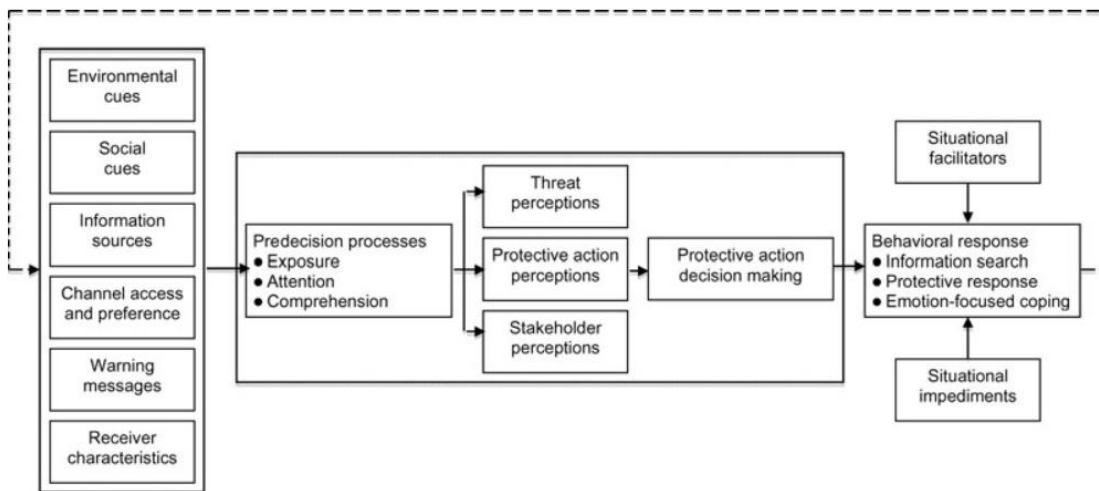 Environmental
cues
Social
cues
Information
sources
Channel access
and preference
Warning
messages
Receiver
characteristics
Predecision processes
● Exposure
● Attention
● Comprehension
Threat
perceptions
Protective action
perceptions
Stakeholder
perceptions
Protective action
decision making
Situational
facilitators
Behavioral response
● Information search
● Protective response
● Emotion-focused coping
Situational
impediments